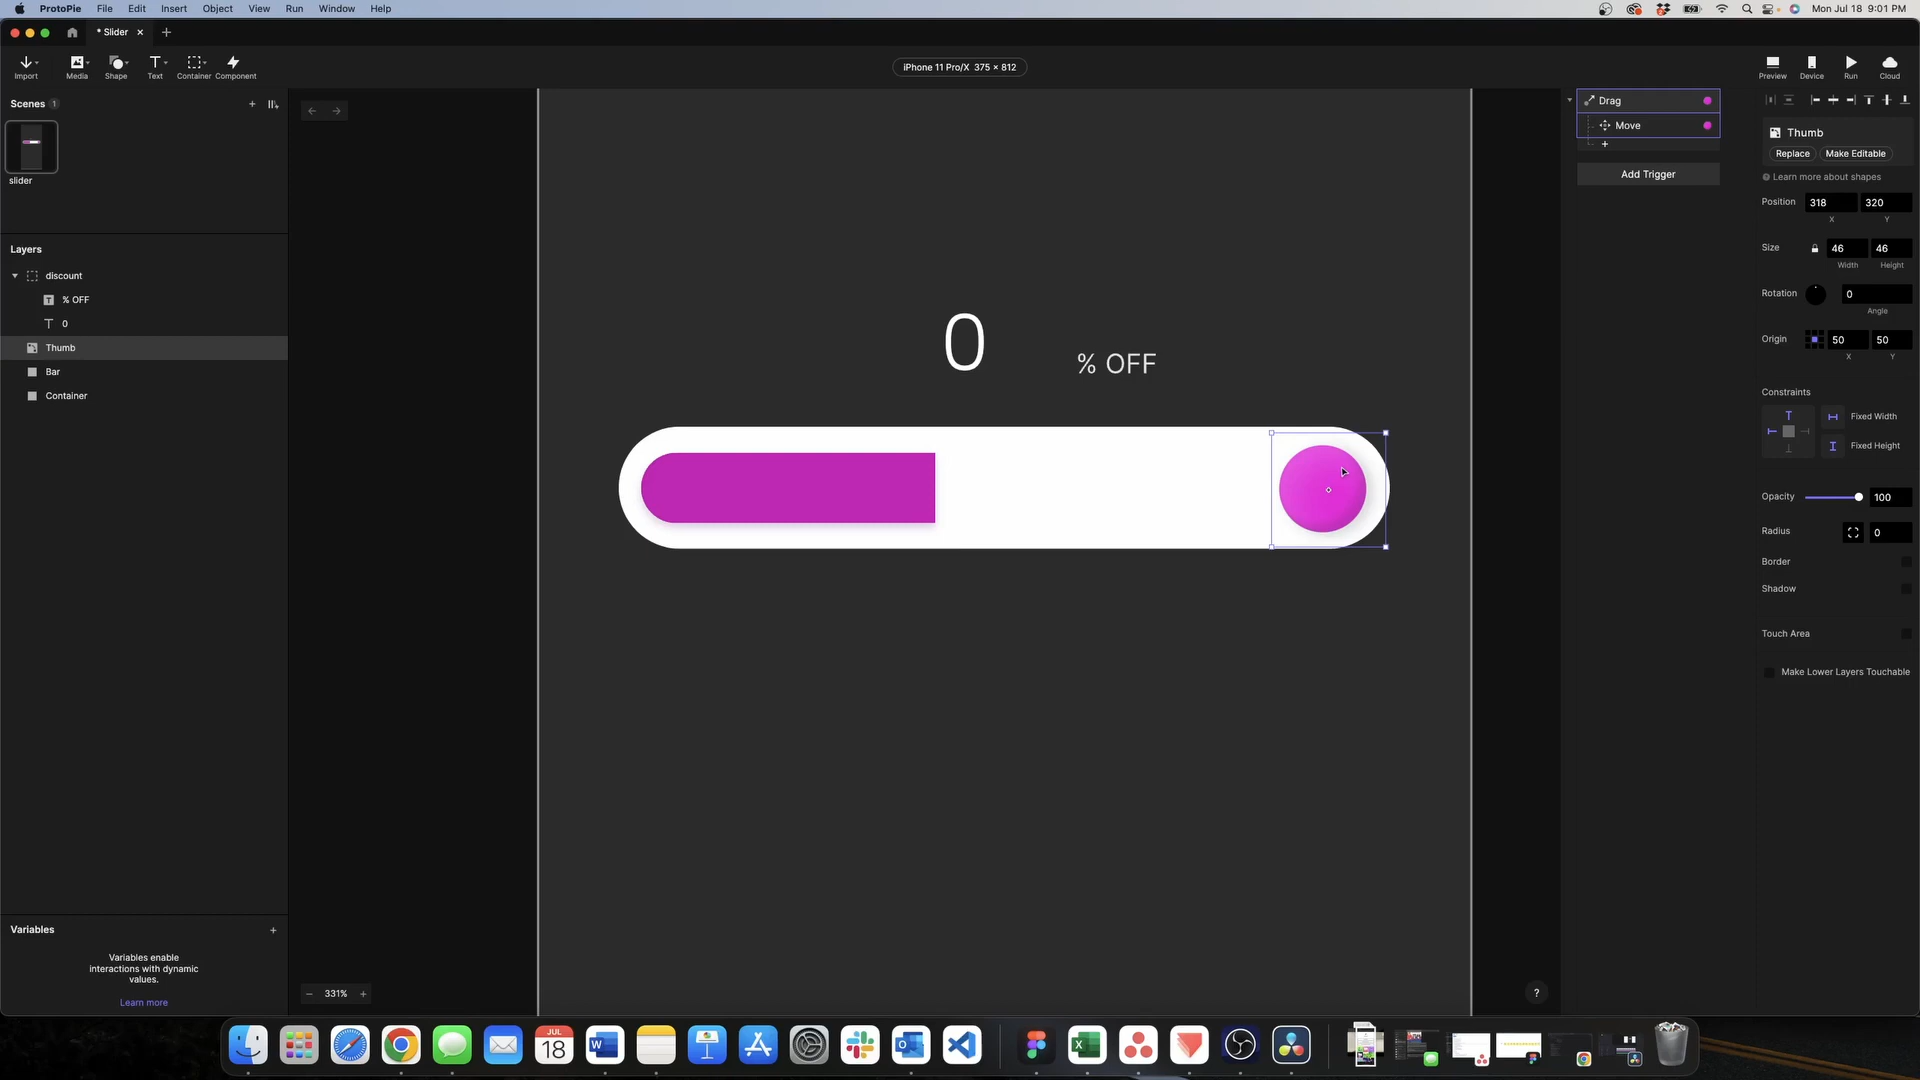 ProtoPie File Edit Insert Object View Run Window Help
Mon Jul 18 9:01 PM
* Slider
Import
Media
Shape
Text
Container
Component
iPhone 11 Pro/X 375 × 812
Preview
Device
Run
Cloud
Scenes 1
slider
Layers
discount
% OFF
0
Thumb
Bar
Container
Variables
Variables enable
interactions with dynamic
values.
Learn more
0
% OFF
331%
?
Drag
Move
Add Trigger
Thumb
Replace
Make Editable
Learn more about shapes
Position 318 320
X Y
Size 46 46
Width Height
Rotation 0
Angle
Origin 50 50
X Y
Constraints
Fixed Width
Fixed Height
Opacity 100
Radius 0
Border
Shadow
Touch Area
Make Lower Layers Touchable
JUL
18